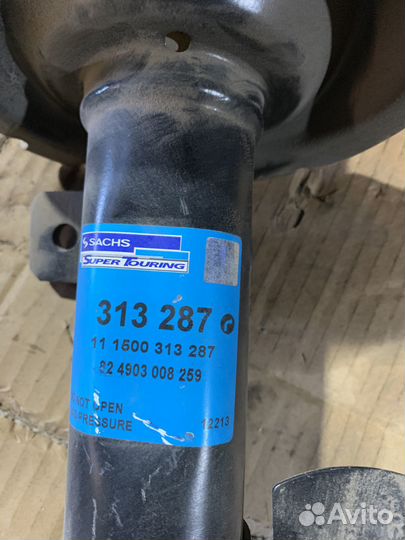 SACHS
SUPER TOURING
313 287
11 1500 313 287
82 4903 008 259
NOT OPEN
PRESSURE 12213
Avito